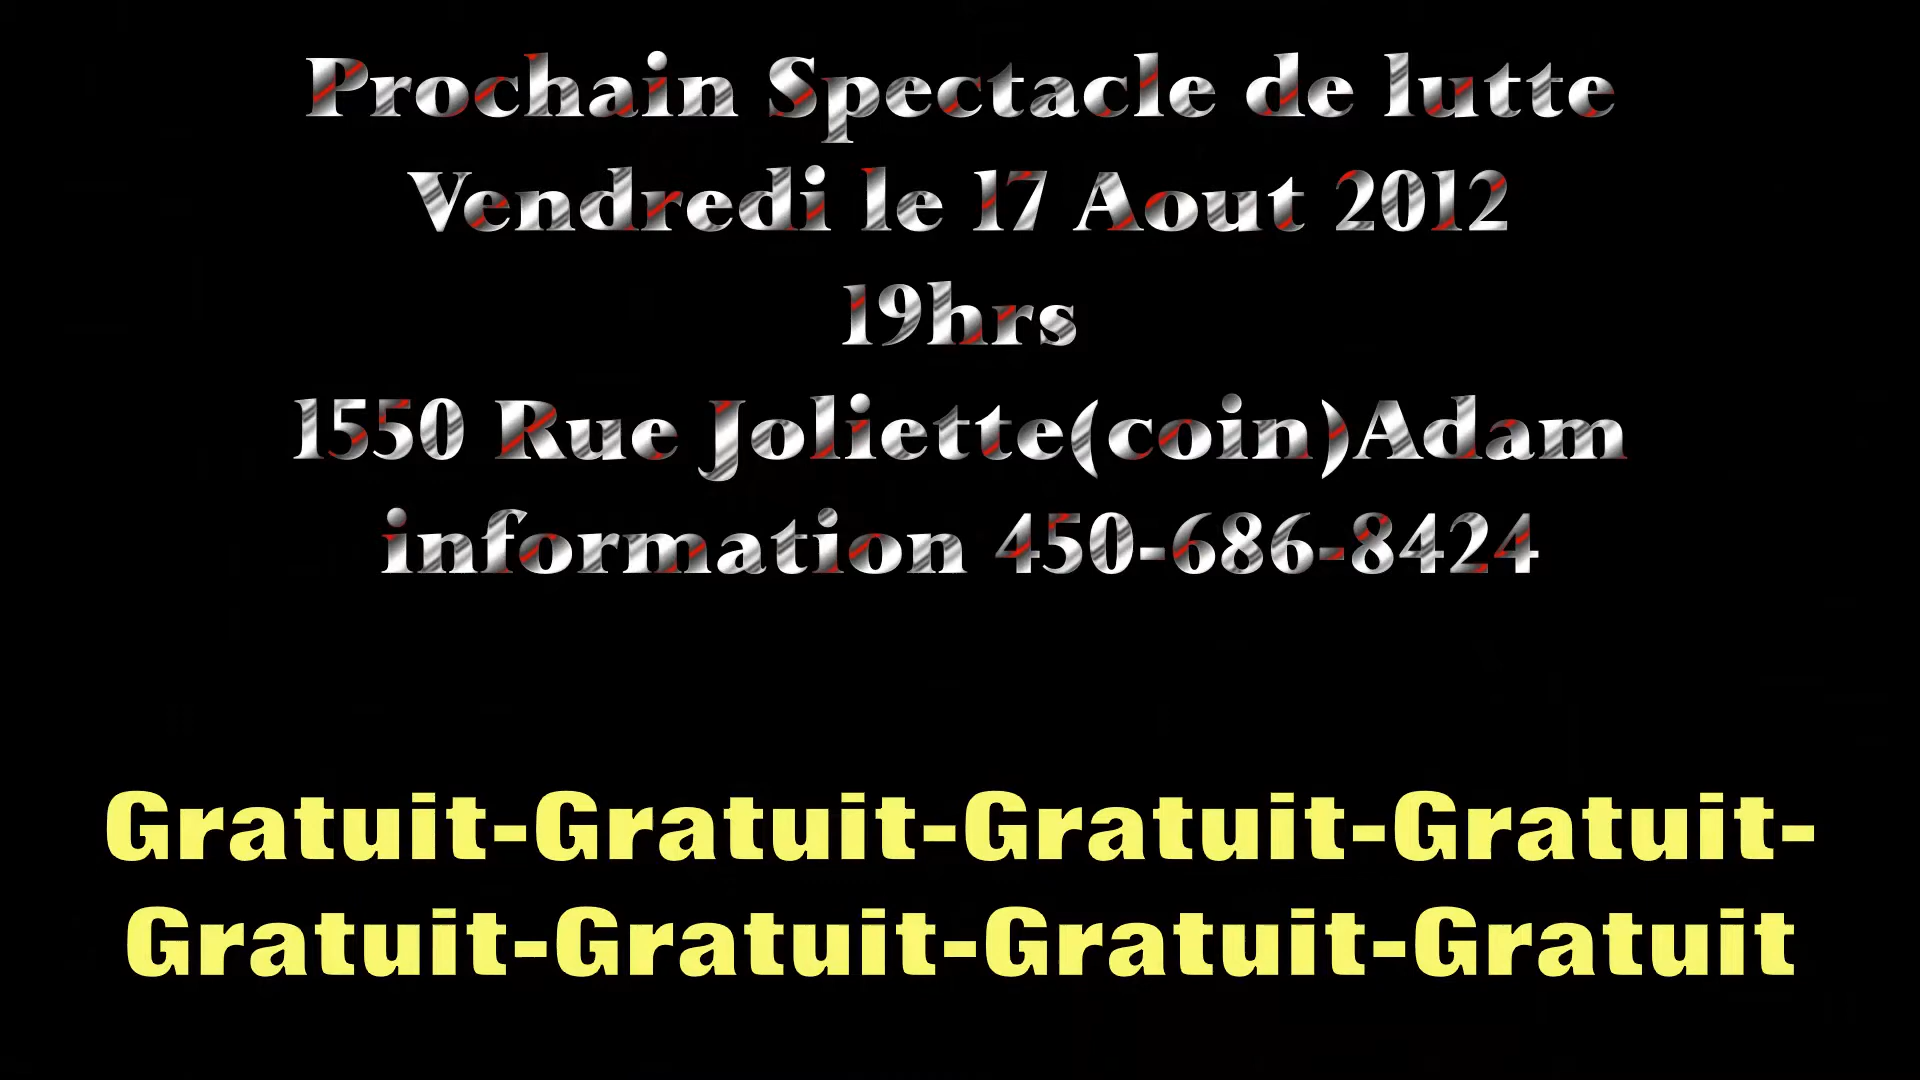 Prochain Spectacle de lutte
Vendredi le 17 Aout 2012
19hrs
1550 Rue Joliette(coin)Adam
information 450-686-8424
Gratuit-Gratuit-Gratuit-Gratuit-
Gratuit-Gratuit-Gratuit-Gratuit